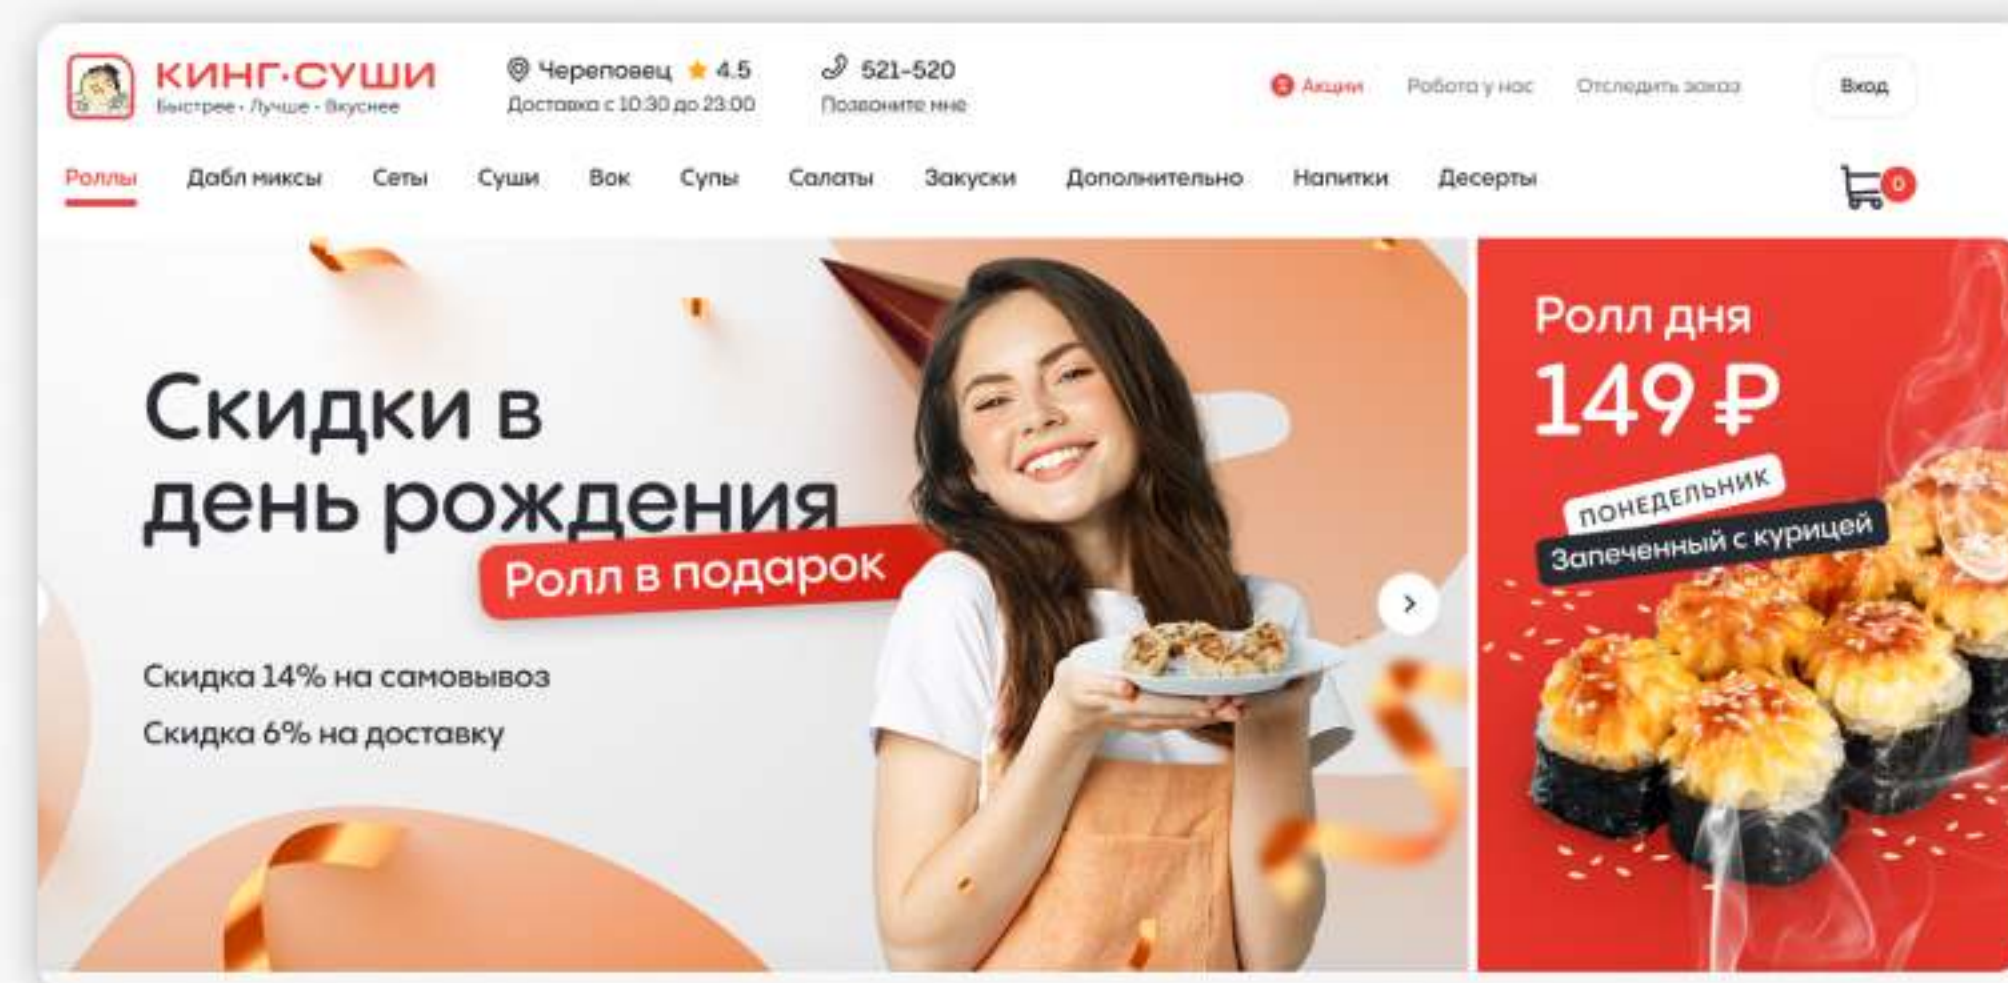 КИНГ·СУШИ
Быстрее · Лучше · Вкуснее
Череповец 4.5
Доставка с 10:30 до 23:00
521-520
Позвоните мне
Акции
Работа у нас
Отследить заказ
Вход
Роллы
Дабл миксы
Сеты
Суши
Вок
Супы
Салаты
Закуски
Дополнительно
Напитки
Десерты
0
Скидки в
день рождения
Ролл в подарок
Скидка 14% на самовывоз
Скидка 6% на доставку
Ролл дня
149 ₽
ПОНЕДЕЛЬНИК
Запеченный с курицей